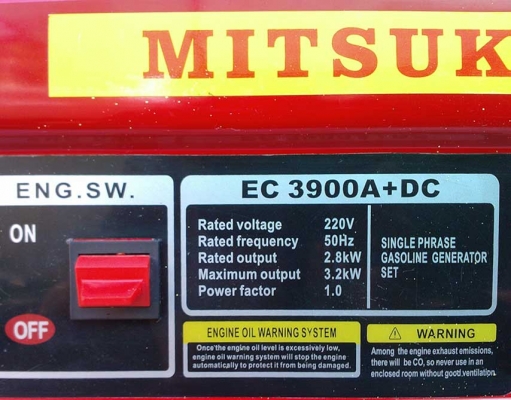 MITSUK
ENG.SW.
ON
OFF
EC 3900A+DC
Rated voltage 220V
Rated frequency 50Hz
Rated output 2.8kW
Maximum output 3.2kW
Power factor 1.0
SINGLE PHRASE
GASOLINE GENERATOR
SET
ENGINE OIL WARNING SYSTEM
Once'the engine oil level is excessively low,
engine oil warning system will stop the engine
automatically to protect it from being damaged.
WARNING
Among the engine exhaust emissions,
there will be CO, so never use in an
enclosed room without good ventilation.